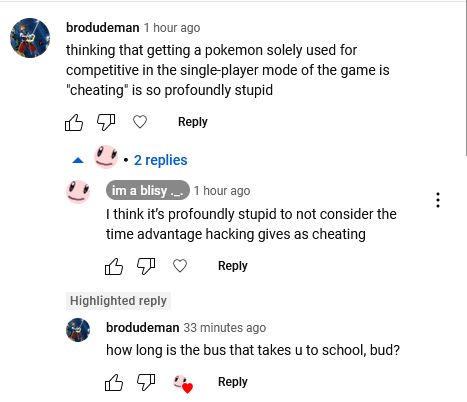 brodudeman 1 hour ago
thinking that getting a pokemon solely used for
competitive in the single-player mode of the game is
"cheating" is so profoundly stupid
Reply
2 replies
im a blisy ._. 1 hour ago
I think it's profoundly stupid to not consider the
time advantage hacking gives as cheating
Reply
Highlighted reply
brodudeman 33 minutes ago
how long is the bus that takes u to school, bud?
Reply